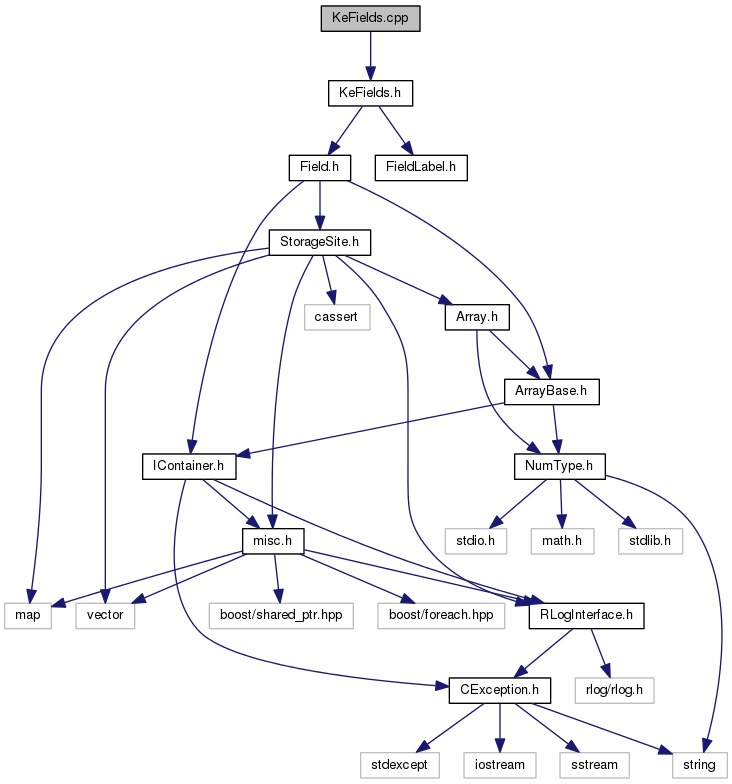 KeFields.cpp
KeFields.h
Field.h
FieldLabel.h
StorageSite.h
cassert
Array.h
ArrayBase.h
IContainer.h
NumType.h
misc.h
stdio.h
math.h
stdlib.h
map
vector
boost/shared_ptr.hpp
boost/foreach.hpp
RLogInterface.h
CException.h
rlog/rlog.h
stdexcept
iostream
sstream
string